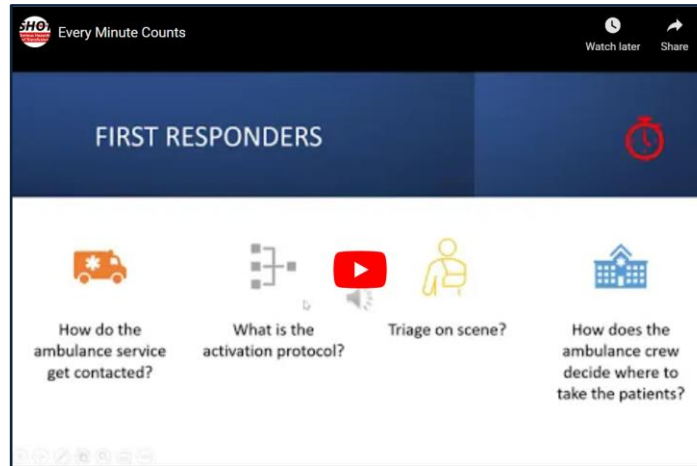 SHOT
Every Minute Counts
Watch later
Share
FIRST RESPONDERS
How do the
ambulance service
get contacted?
What is the
activation protocol?
Triage on scene?
How does the
ambulance crew
decide where to
take the patients?